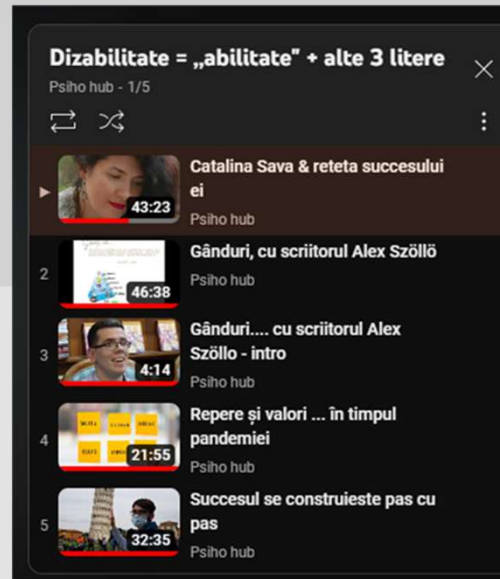 Dizabilitate = „abilitate” + alte 3 litere
Psiho hub - 1/5
Catalina Sava & reteta succesului
ei
43:23
Psiho hub
2
Gânduri, cu scriitorul Alex Szöllö
46:38
Psiho hub
3
Gânduri.... cu scriitorul Alex
Szöllo - intro
4:14
Psiho hub
4
Repere și valori ... în timpul
pandemiei
21:55
Psiho hub
5
Succesul se construieste pas cu
pas
32:35
Psiho hub